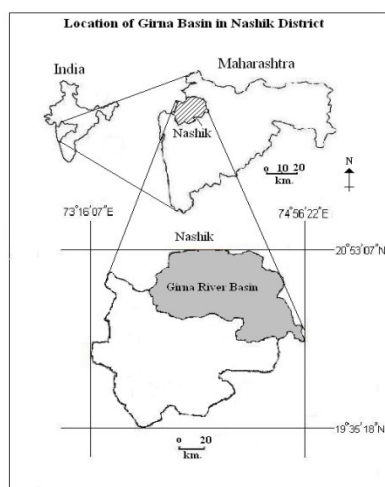 Location of Girna Basin in Nashik District
India
Maharashtra
Nashik
0 10 20
km.
N
73°16'07"E
74°56'22"E
Nashik
20°53'07"N
Girna River Basin
19°35'18"N
0 20
km.